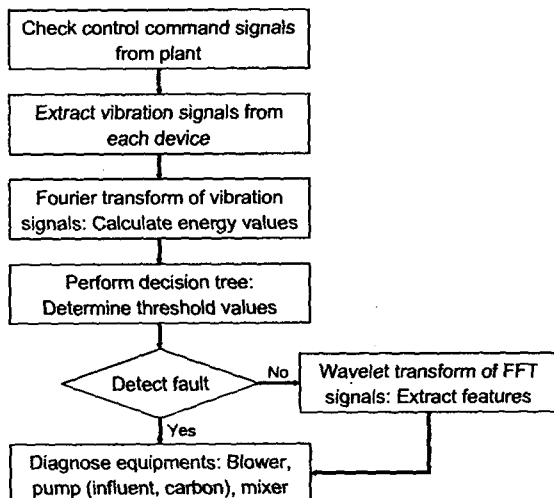 Check control command signals
from plant
Extract vibration signals from
each device
Fourier transform of vibration
signals: Calculate energy values
Perform decision tree:
Determine threshold values
Detect fault
No
Wavelet transform of FFT
signals: Extract features
Yes
Diagnose equipments: Blower,
pump (influent, carbon), mixer